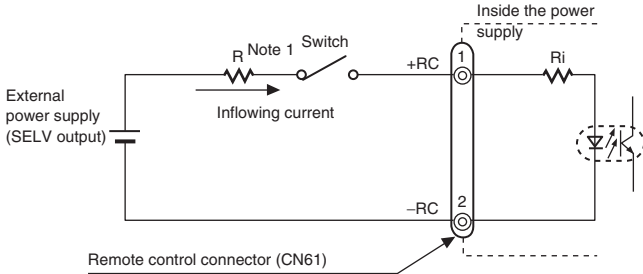 Inside the power
supply
R Note 1 Switch
+RC 1 Ri
External
power supply
(SELV output)
Inflowing current
−RC 2
Remote control connector (CN61)